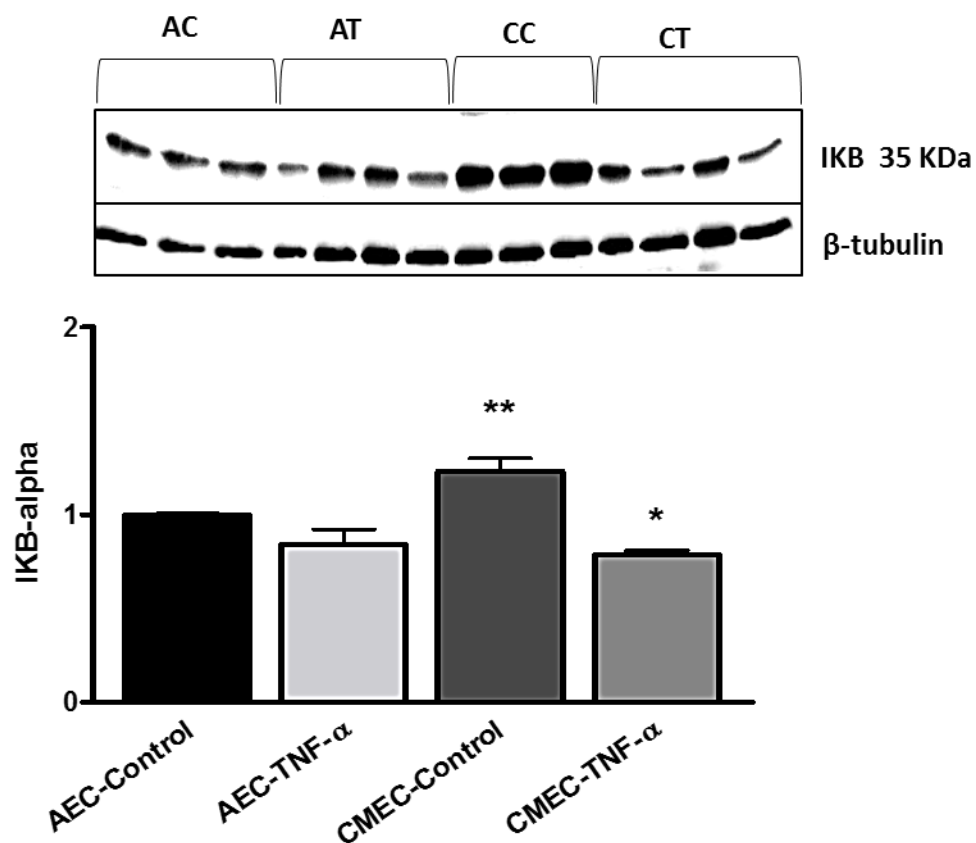 AC AT CC CT
IKB 35 KDa
β-tubulin
2
**
1
*
IKB-alpha
0
AEC-Control
AEC-TNF-α
CMEC-Control
CMEC-TNF-α